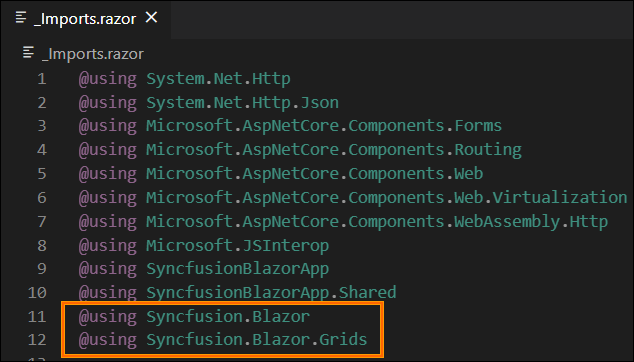 _Imports.razor
_Imports.razor
1 @using System.Net.Http
2 @using System.Net.Http.Json
3 @using Microsoft.AspNetCore.Components.Forms
4 @using Microsoft.AspNetCore.Components.Routing
5 @using Microsoft.AspNetCore.Components.Web
6 @using Microsoft.AspNetCore.Components.Web.Virtualization
7 @using Microsoft.AspNetCore.Components.WebAssembly.Http
8 @using Microsoft.JSInterop
9 @using SyncfusionBlazorApp
10 @using SyncfusionBlazorApp.Shared
11 @using Syncfusion.Blazor
12 @using Syncfusion.Blazor.Grids